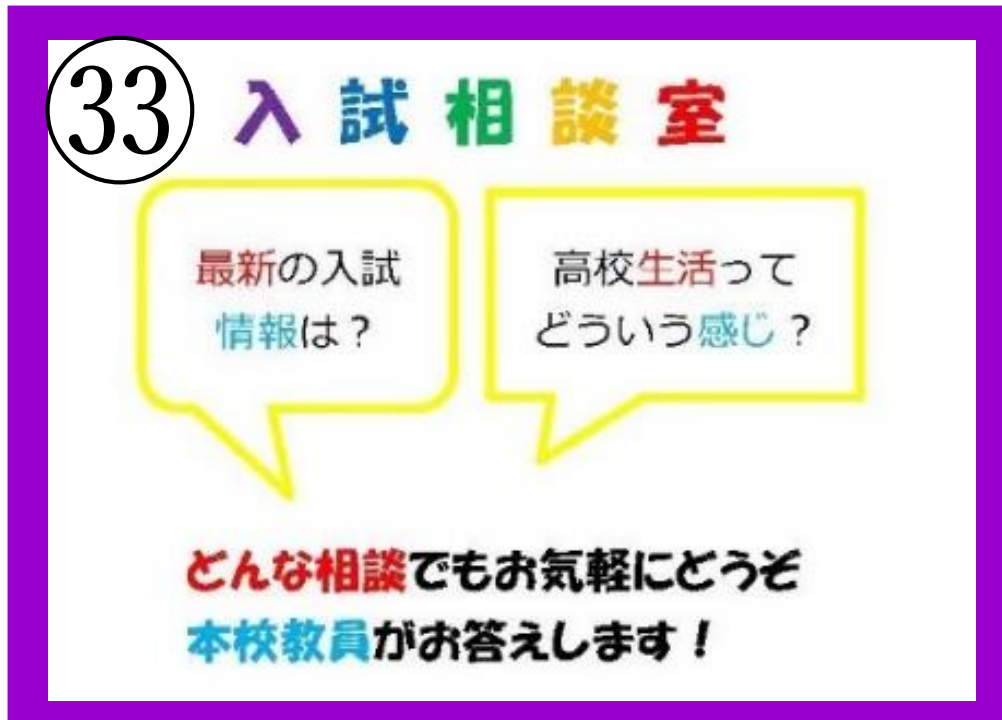 ㉝ 入試相談室
最新の入試
情報は？
高校生活って
どういう感じ？
どんな相談でもお気軽にどうぞ
本校教員がお答えします！